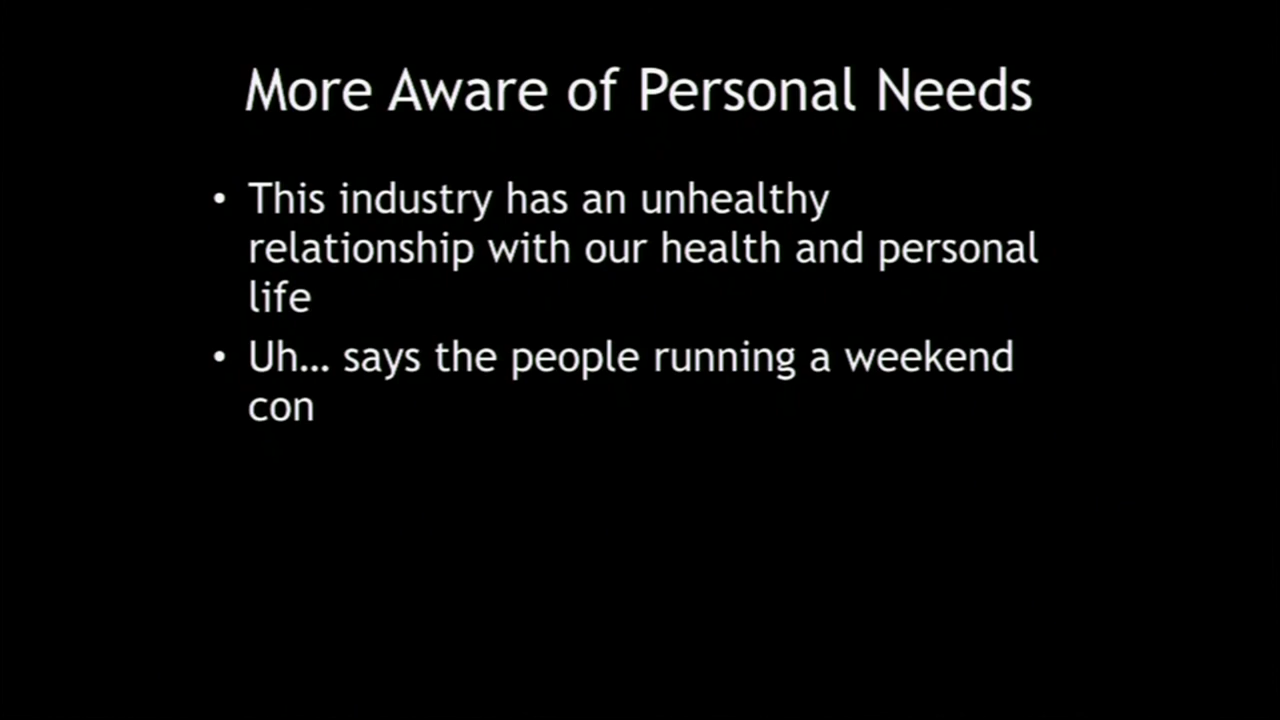 More Aware of Personal Needs
• This industry has an unhealthy
relationship with our health and personal
life
• Uh... says the people running a weekend
con